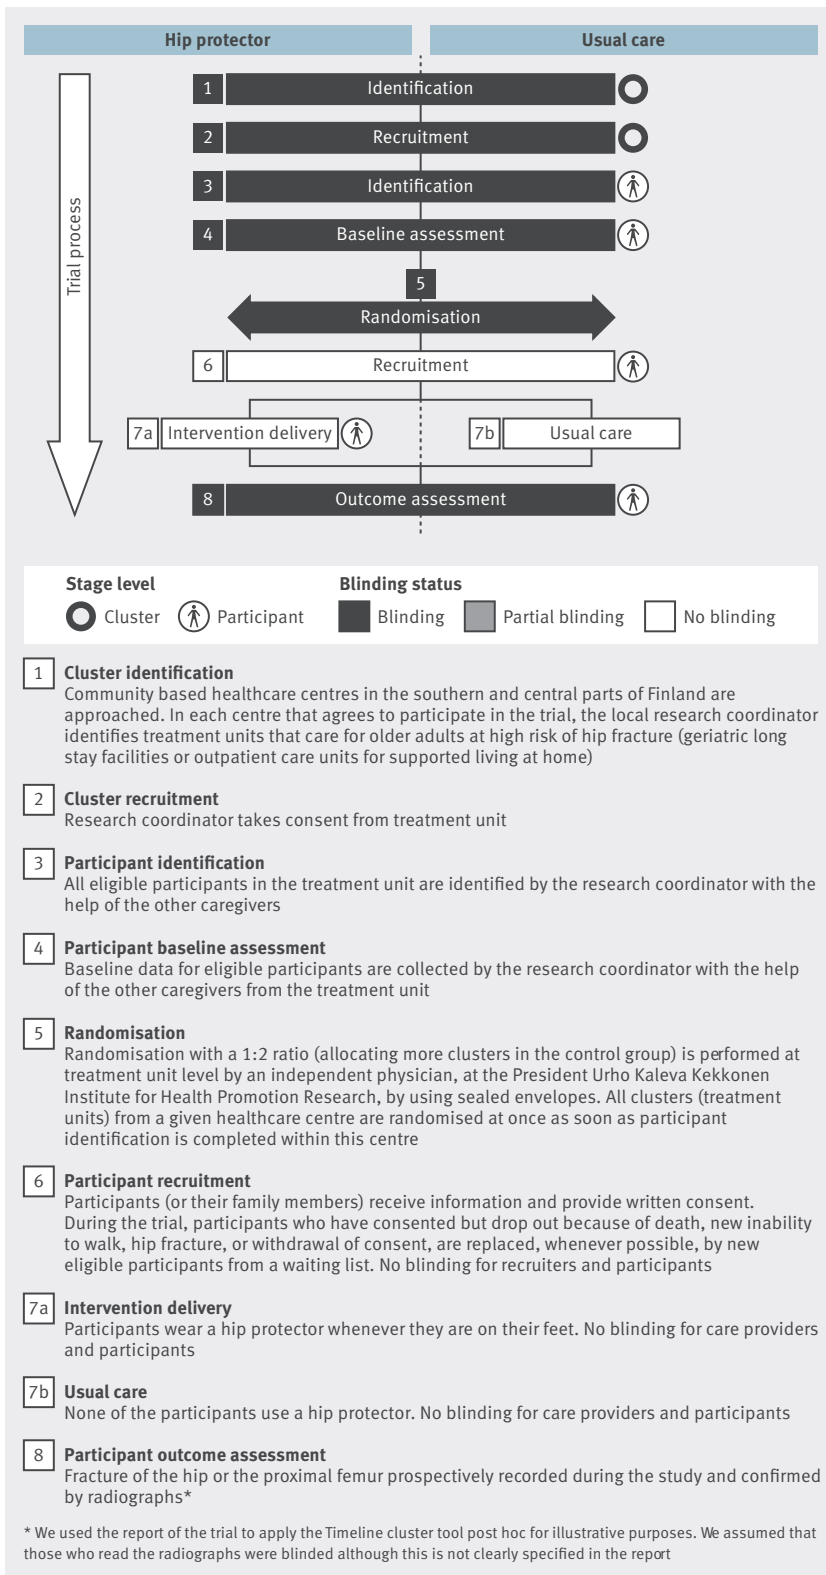 Hip protector
Usual care
Trial process
1
Identification
2
Recruitment
3
Identification
4
Baseline assessment
5
Randomisation
6
Recruitment
7a
Intervention delivery
7b
Usual care
8
Outcome assessment
Stage level
Blinding status
Cluster
Participant
Blinding
Partial blinding
No blinding
1
Cluster identification
Community based healthcare centres in the southern and central parts of Finland are
approached. In each centre that agrees to participate in the trial, the local research coordinator
identifies treatment units that care for older adults at high risk of hip fracture (geriatric long
stay facilities or outpatient care units for supported living at home)
2
Cluster recruitment
Research coordinator takes consent from treatment unit
3
Participant identification
All eligible participants in the treatment unit are identified by the research coordinator with the
help of the other caregivers
4
Participant baseline assessment
Baseline data for eligible participants are collected by the research coordinator with the help
of the other caregivers from the treatment unit
5
Randomisation
Randomisation with a 1:2 ratio (allocating more clusters in the control group) is performed at
treatment unit level by an independent physician, at the President Urho Kaleva Kekkonen
Institute for Health Promotion Research, by using sealed envelopes. All clusters (treatment
units) from a given healthcare centre are randomised at once as soon as participant
identification is completed within this centre
6
Participant recruitment
Participants (or their family members) receive information and provide written consent.
During the trial, participants who have consented but drop out because of death, new inability
to walk, hip fracture, or withdrawal of consent, are replaced, whenever possible, by new
eligible participants from a waiting list. No blinding for recruiters and participants
7a
Intervention delivery
Participants wear a hip protector whenever they are on their feet. No blinding for care providers
and participants
7b
Usual care
None of the participants use a hip protector. No blinding for care providers and participants
8
Participant outcome assessment
Fracture of the hip or the proximal femur prospectively recorded during the study and confirmed
by radiographs*
* We used the report of the trial to apply the Timeline cluster tool post hoc for illustrative purposes. We assumed that
those who read the radiographs were blinded although this is not clearly specified in the report